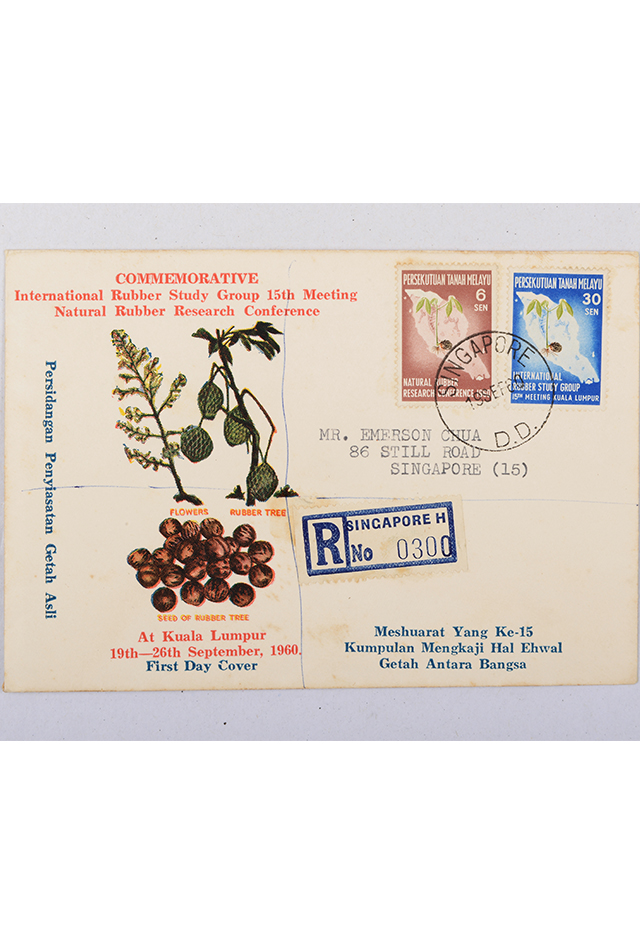 COMMEMORATIVE
International Rubber Study Group 15th Meeting
Natural Rubber Research Conference
Persidangan Penyiasatan Getah Asli
FLOWERS
RUBBER TREE
SEED OF RUBBER TREE
At Kuala Lumpur
19th—26th September, 1960.
First Day Cover
PERSEKUTUAN TANAH MELAYU
6
SEN
NATURAL RUBBER
RESEARCH CONFERENCE 1960
PERSEKUTUAN TANAH MELAYU
30
SEN
INTERNATIONAL
RUBBER STUDY GROUP
15TH MEETING KUALA LUMPUR
SINGAPORE
D.D.
MR. EMERSON CHUA
86 STILL ROAD
SINGAPORE (15)
R
SINGAPORE H
No 0300
Meshuarat Yang Ke-15
Kumpulan Mengkaji Hal Ehwal
Getah Antara Bangsa